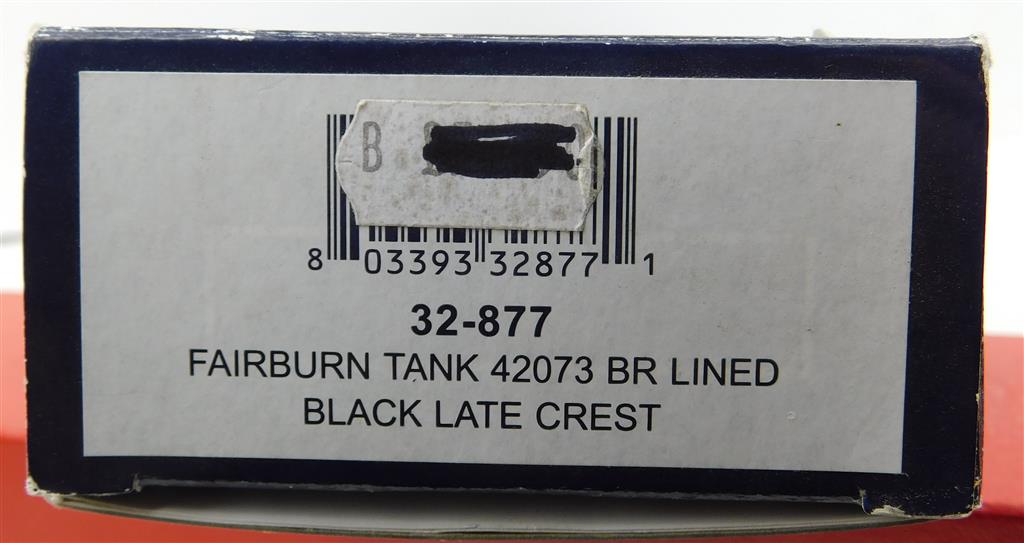 B
8 03393 32877 1
32-877
FAIRBURN TANK 42073 BR LINED
BLACK LATE CREST